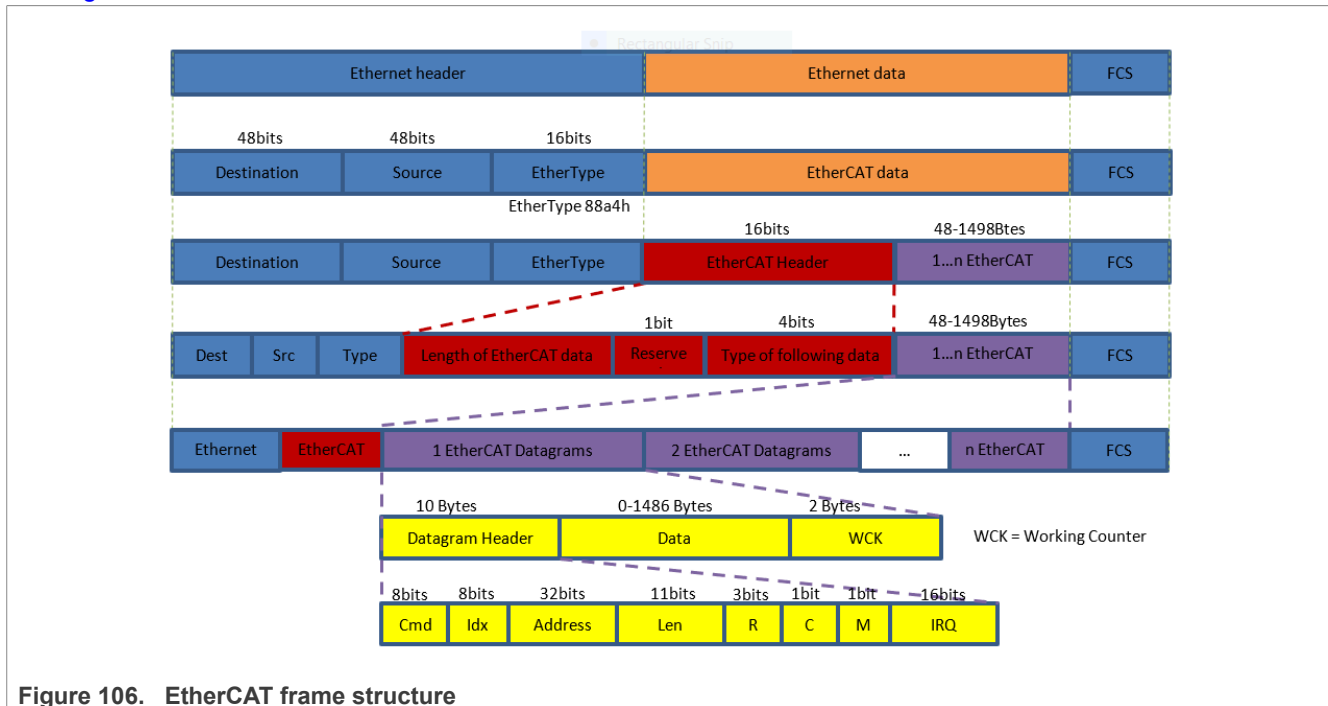 Rectangular Snip
Ethernet header Ethernet data FCS
48bits 48bits 16bits
Destination Source EtherType EtherCAT data FCS
EtherType 88a4h
16bits 48-1498Btes
Destination Source EtherType EtherCAT Header 1...n EtherCAT FCS
1bit 4bits 48-1498Bytes
Dest Src Type Length of EtherCAT data Reserve Type of following data 1...n EtherCAT FCS
Ethernet EtherCAT 1 EtherCAT Datagrams 2 EtherCAT Datagrams ... n EtherCAT FCS
10 Bytes 0-1486 Bytes 2 Bytes
Datagram Header Data WCK WCK = Working Counter
8bits 8bits 32bits 11bits 3bits 1bit 1bit 16bits
Cmd Idx Address Len R C M IRQ
Figure 106. EtherCAT frame structure